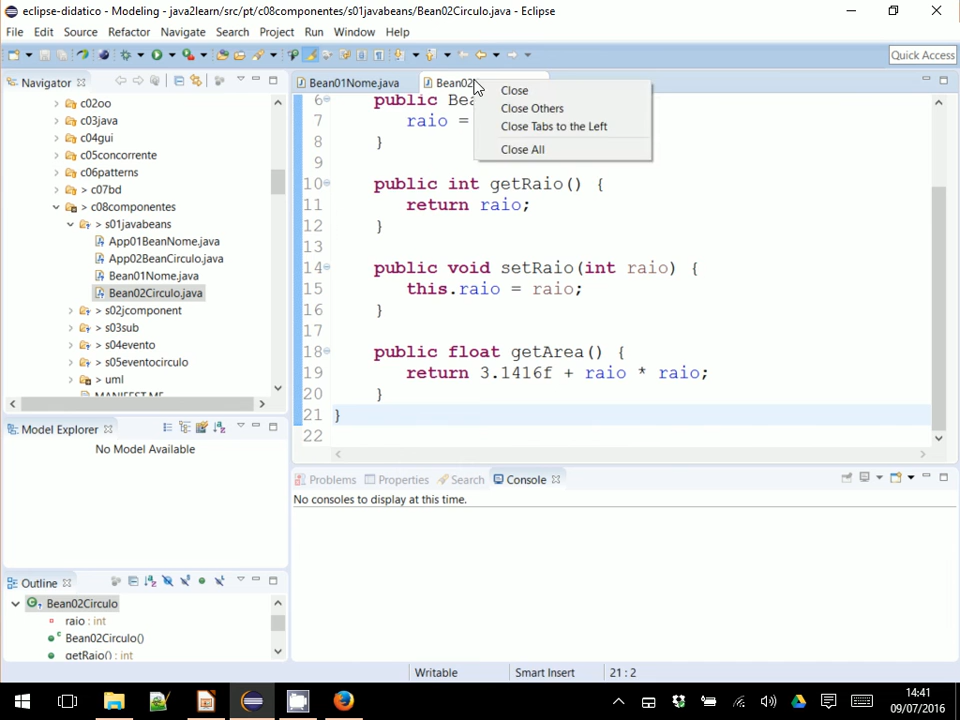 eclipse-didatico - Modeling - java2learn/src/pt/c08componentes/s01javabeans/Bean02Circulo.java - Eclipse
File Edit Source Refactor Navigate Search Project Run Window Help
Quick Access
Navigator
c02oo
c03java
c04gui
c05concorrente
c06patterns
> c07bd
> c08componentes
> s01javabeans
App01BeanNome.java
App02BeanCirculo.java
Bean01Nome.java
Bean02Circulo.java
> s02jcomponent
> s03sub
> s04evento
> s05eventocirculo
> uml
MANIFEST.MF
Model Explorer
No Model Available
Outline
Bean02Circulo
raio : int
Bean02Circulo()
getRaio() : int
Bean01Nome.java Bean02
Close
Close Others
Close Tabs to the Left
Close All
6 public Bea
7 raio =
8 }
9
10 public int getRaio() {
11 return raio;
12 }
13
14 public void setRaio(int raio) {
15 this.raio = raio;
16 }
17
18 public float getArea() {
19 return 3.1416f + raio * raio;
20 }
21 }
22
Problems Properties Search Console
No consoles to display at this time.
Writable Smart Insert 21 : 2
14:41
09/07/2016